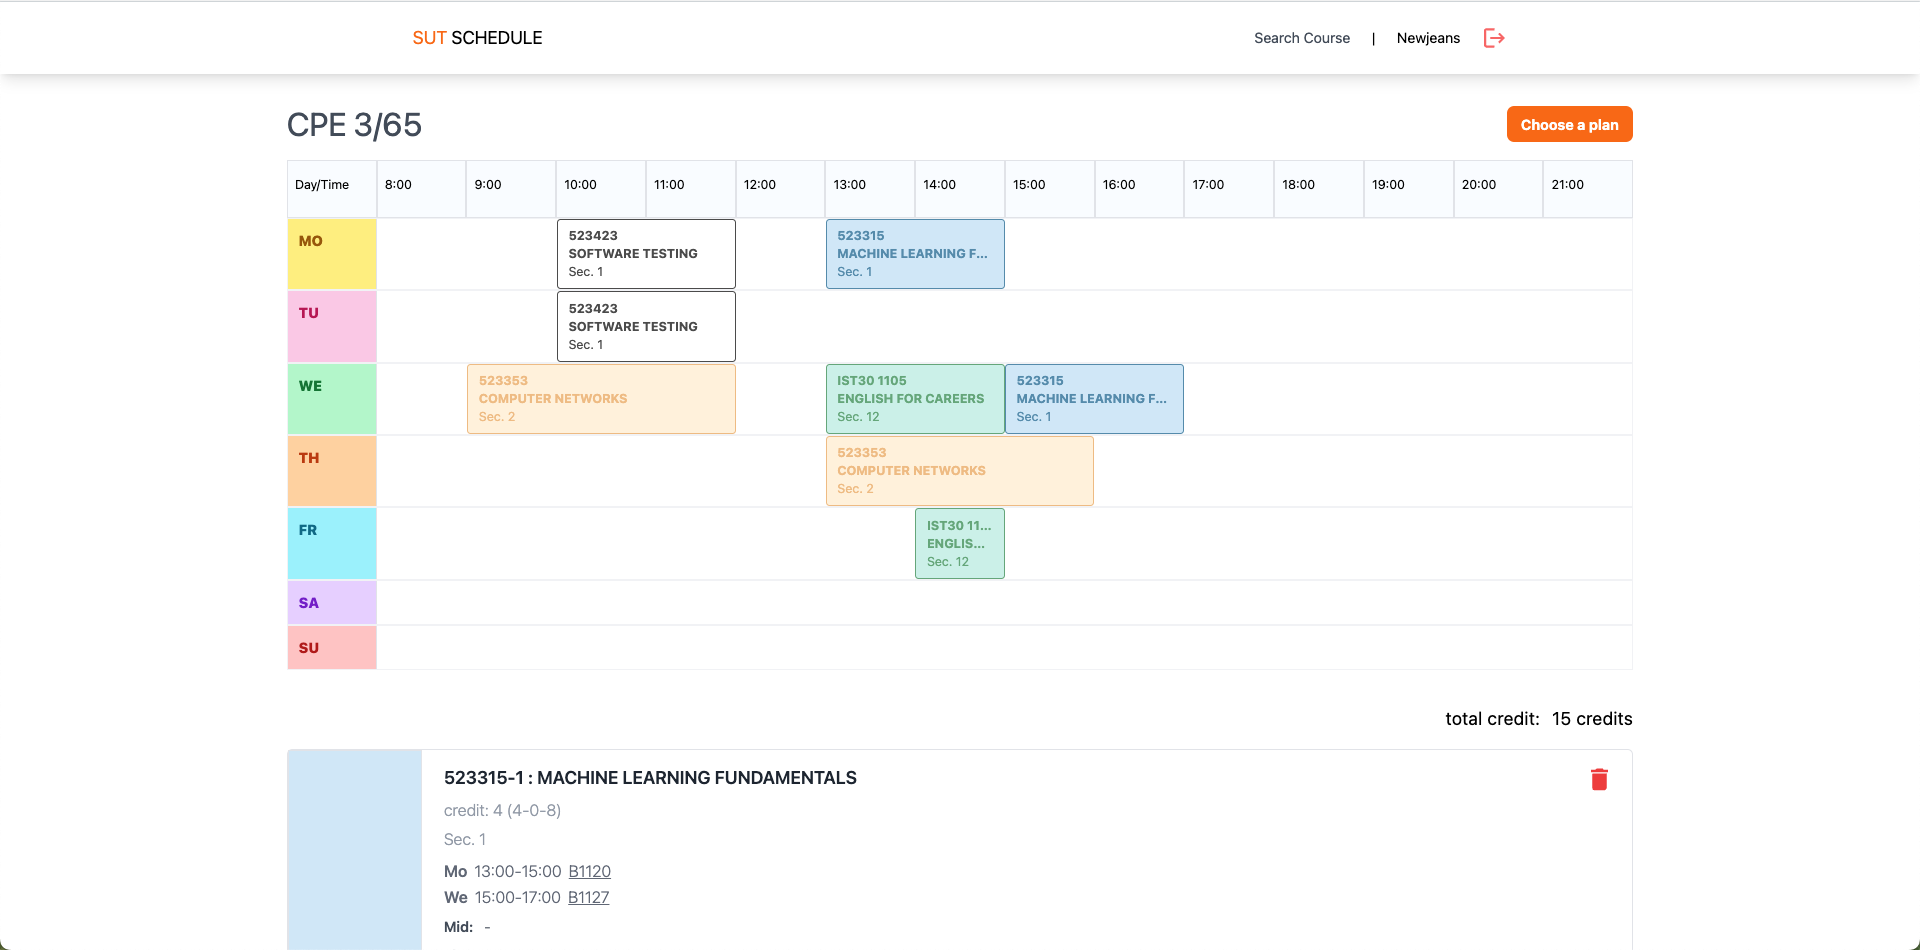 SUT SCHEDULE
Search Course | Newjeans
CPE 3/65
Choose a plan
Day/Time 8:00 9:00 10:00 11:00 12:00 13:00 14:00 15:00 16:00 17:00 18:00 19:00 20:00 21:00
MO
523423
SOFTWARE TESTING
Sec. 1
523315
MACHINE LEARNING F...
Sec. 1
TU
523423
SOFTWARE TESTING
Sec. 1
WE
523353
COMPUTER NETWORKS
Sec. 2
IST30 1105
ENGLISH FOR CAREERS
Sec. 12
523315
MACHINE LEARNING F...
Sec. 1
TH
523353
COMPUTER NETWORKS
Sec. 2
FR
IST30 11...
ENGLIS...
Sec. 12
SA
SU
total credit: 15 credits
523315-1 : MACHINE LEARNING FUNDAMENTALS
credit: 4 (4-0-8)
Sec. 1
Mo 13:00-15:00 B1120
We 15:00-17:00 B1127
Mid: -